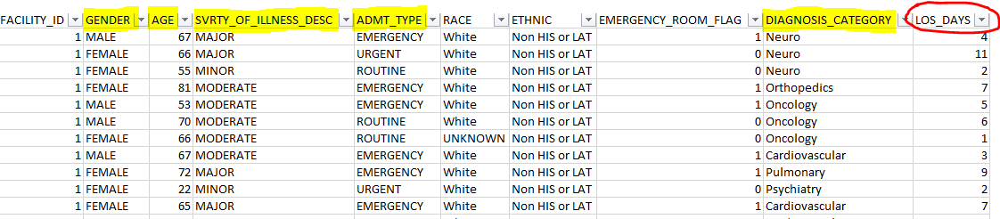 FACILITY_ID GENDER AGE SVRTY_OF_ILLNESS_DESC ADMT_TYPE RACE ETHNIC EMERGENCY_ROOM_FLAG DIAGNOSIS_CATEGORY LOS_DAYS
1 MALE 67 MAJOR EMERGENCY White Non HIS or LAT 1 Neuro 4
1 FEMALE 66 MAJOR URGENT White Non HIS or LAT 0 Neuro 11
1 FEMALE 55 MINOR ROUTINE White Non HIS or LAT 0 Neuro 2
1 FEMALE 81 MODERATE EMERGENCY White Non HIS or LAT 1 Orthopedics 7
1 MALE 53 MODERATE EMERGENCY White Non HIS or LAT 1 Oncology 5
1 MALE 70 MODERATE ROUTINE White Non HIS or LAT 0 Oncology 6
1 FEMALE 66 MODERATE ROUTINE UNKNOWN Non HIS or LAT 0 Oncology 1
1 MALE 67 MODERATE EMERGENCY White Non HIS or LAT 1 Cardiovascular 3
1 FEMALE 72 MAJOR EMERGENCY White Non HIS or LAT 1 Pulmonary 9
1 FEMALE 22 MINOR URGENT White Non HIS or LAT 0 Psychiatry 2
1 FEMALE 65 MAJOR EMERGENCY White Non HIS or LAT 1 Cardiovascular 7